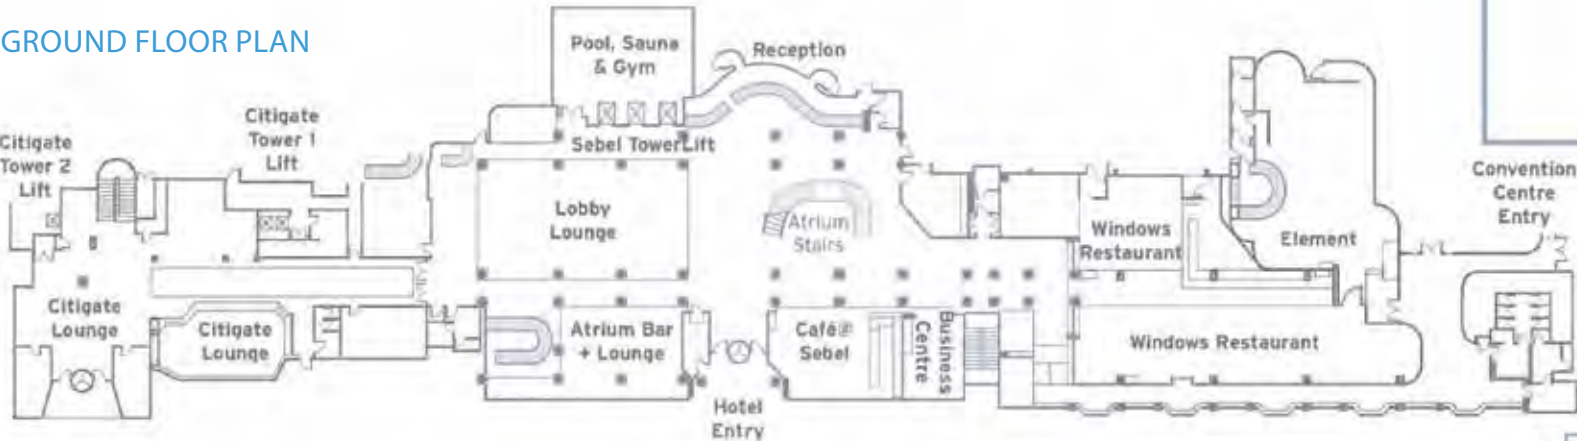 GROUND FLOOR PLAN
Pool, Sauna
& Gym
Reception
Citigate
Tower 1
Lift
Citigate
Tower 2
Lift
Sebel TowerLift
Convention
Centre
Entry
Lobby
Lounge
Atrium
Stairs
Windows
Restaurant
Element
Citigate
Lounge
Citigate
Lounge
Atrium Bar
+ Lounge
Café@
Sebel
Business
Centre
Windows Restaurant
Hotel
Entry